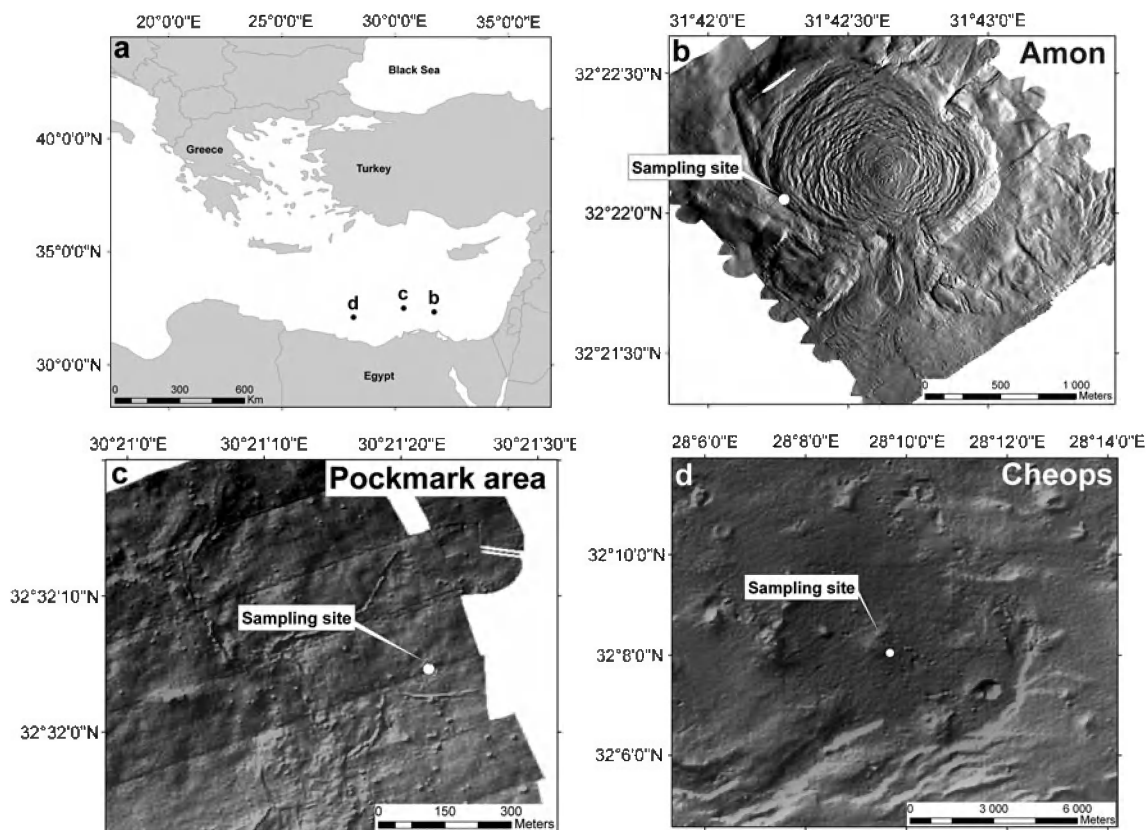 20°0'0"E 25°0'0"E 30°0'0"E 35°0'0"E
a
Black Sea
40°0'0"N
Greece
Turkey
35°0'0"N
d c b
30°0'0"N
Egypt
0 300 600
Km
31°42'0"E 31°42'30"E 31°43'0"E
b Amon
32°22'30"N
Sampling site
32°22'0"N
32°21'30"N
0 500 1 000
Meters
30°21'0"E 30°21'10"E 30°21'20"E 30°21'30"E
c Pockmark area
32°32'10"N
Sampling site
32°32'0"N
0 150 300
Meters
28°6'0"E 28°8'0"E 28°10'0"E 28°12'0"E 28°14'0"E
d Cheops
32°10'0"N
Sampling site
32°8'0"N
32°6'0"N
0 3 000 6 000
Meters